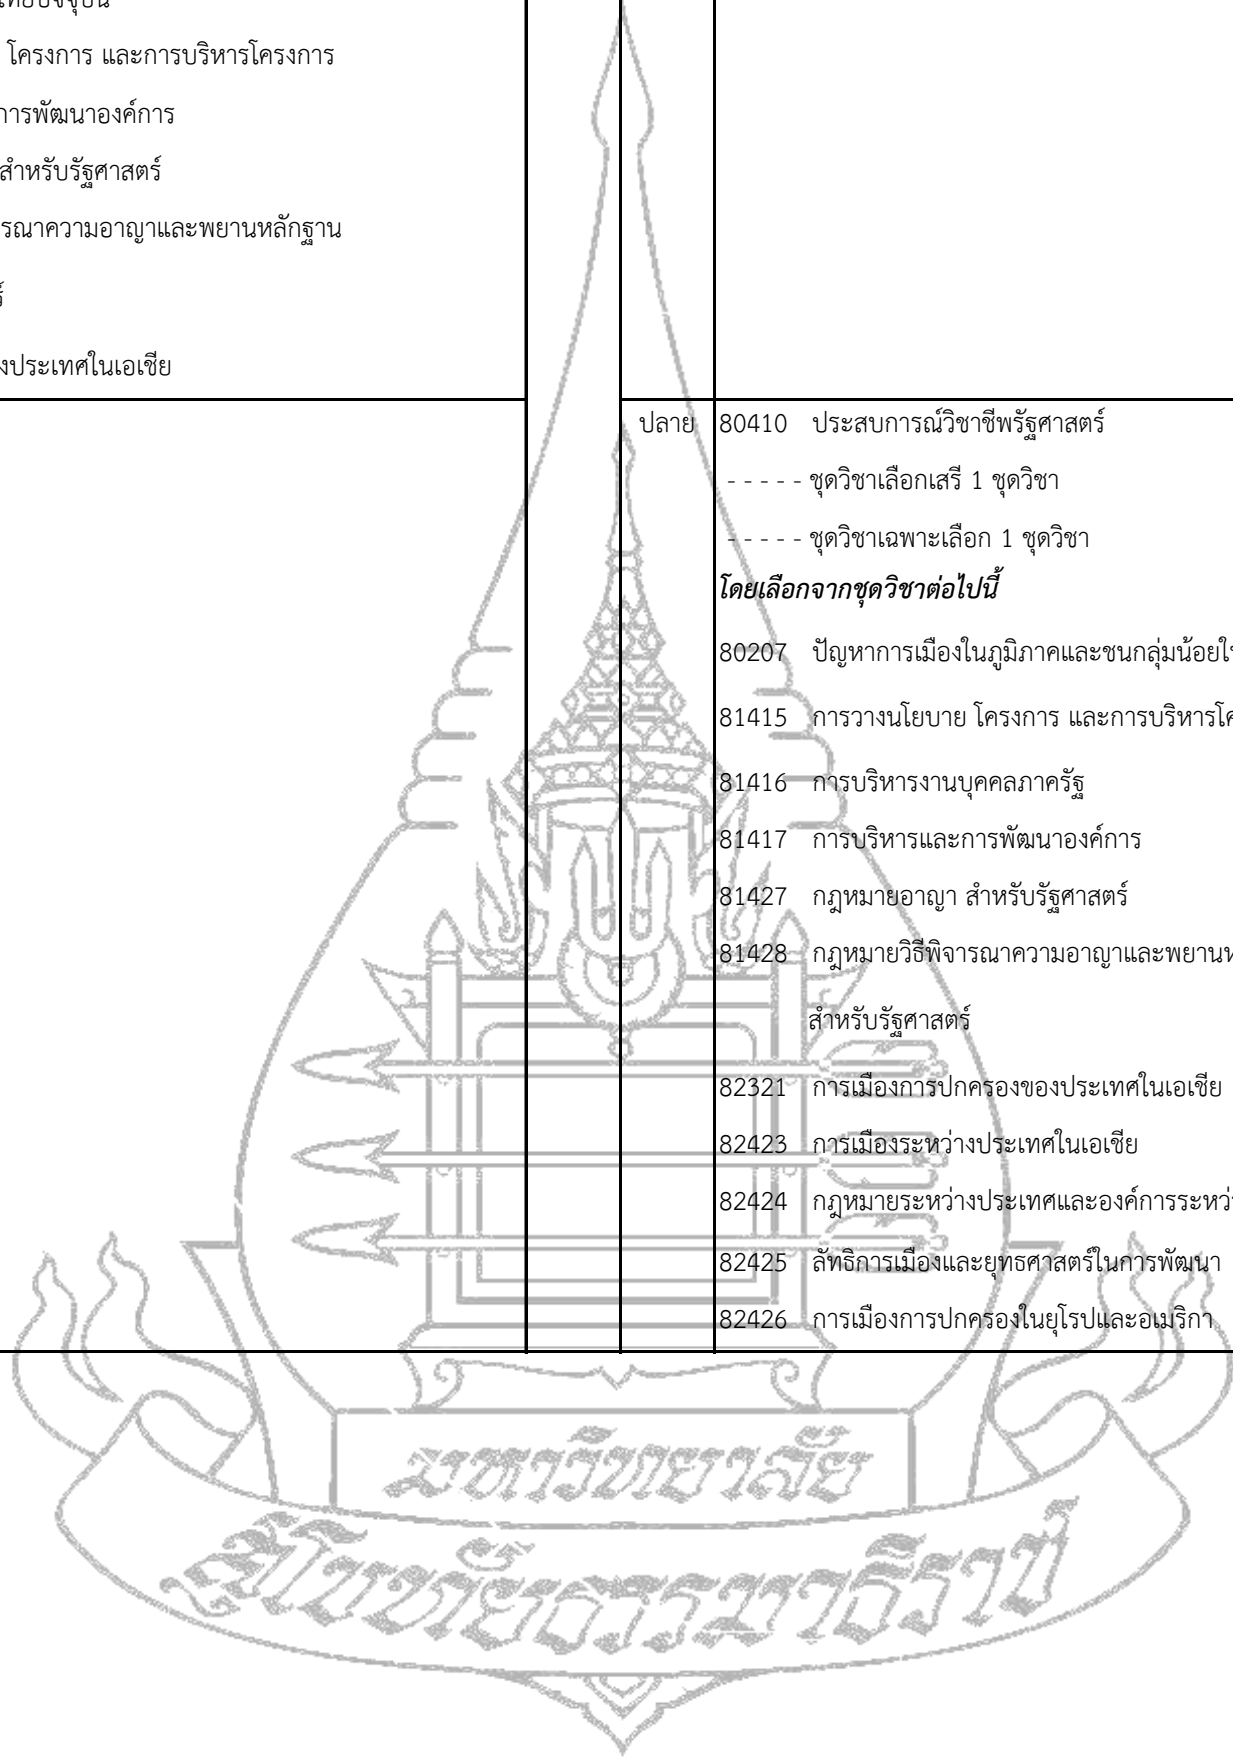 โครงการ และการบริหารโครงการ
การพัฒนาองค์การ
สำหรับรัฐศาสตร์
รณาความอาญาและพยานหลักฐาน
งประเทศในเอเชีย
ปลาย 80410 ประสบการณ์วิชาชีพรัฐศาสตร์
- - - - - ชุดวิชาเลือกเสรี 1 ชุดวิชา
- - - - - ชุดวิชาเฉพาะเลือก 1 ชุดวิชา
โดยเลือกจากชุดวิชาต่อไปนี้
80207 ปัญหาการเมืองในภูมิภาคและชนกลุ่มน้อยใน
81415 การวางนโยบาย โครงการ และการบริหารโค
81416 การบริหารงานบุคคลภาครัฐ
81417 การบริหารและการพัฒนาองค์การ
81427 กฎหมายอาญา สำหรับรัฐศาสตร์
81428 กฎหมายวิธีพิจารณาความอาญาและพยานห
สำหรับรัฐศาสตร์
82321 การเมืองการปกครองของประเทศในเอเชีย
82423 การเมืองระหว่างประเทศในเอเชีย
82424 กฎหมายระหว่างประเทศและองค์การระหว่
82425 ลัทธิการเมืองและยุทธศาสตร์ในการพัฒนา
82426 การเมืองการปกครองในยุโรปและอเมริกา
มหาวิทยาลัย
สุโขทัยธรรมาธิราช